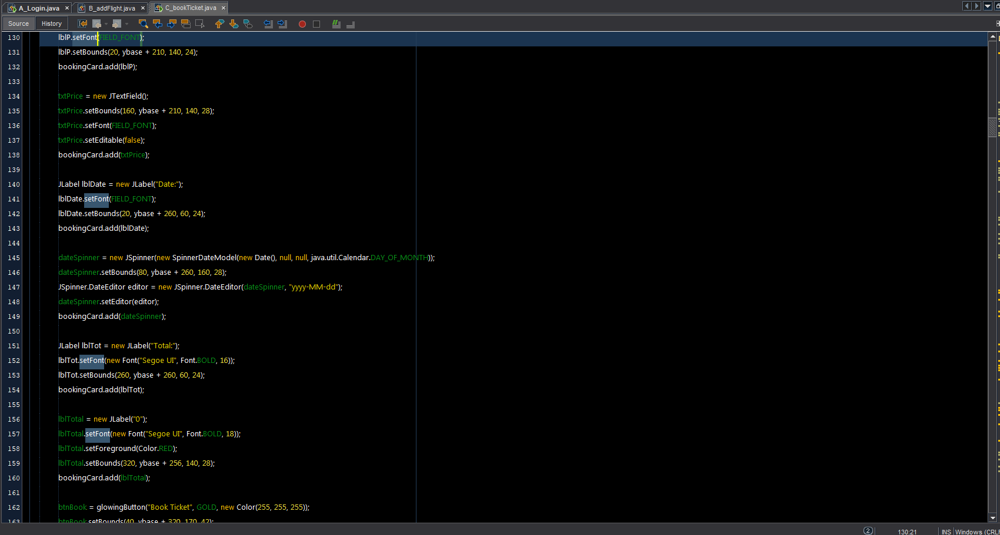 A_Login.java × B_addFlight.java × C_bookTicket.java ×
Source History
130 lblP.setFont(FIELD_FONT);
131 lblP.setBounds(20, ybase + 210, 140, 24);
132 bookingCard.add(lblP);
133
134 txtPrice = new JTextField();
135 txtPrice.setBounds(160, ybase + 210, 140, 28);
136 txtPrice.setFont(FIELD_FONT);
137 txtPrice.setEditable(false);
138 bookingCard.add(txtPrice);
139
140 JLabel lblDate = new JLabel("Date:");
141 lblDate.setFont(FIELD_FONT);
142 lblDate.setBounds(20, ybase + 260, 60, 24);
143 bookingCard.add(lblDate);
144
145 dateSpinner = new JSpinner(new SpinnerDateModel(new Date(), null, null, java.util.Calendar.DAY_OF_MONTH));
146 dateSpinner.setBounds(80, ybase + 260, 160, 28);
147 JSpinner.DateEditor editor = new JSpinner.DateEditor(dateSpinner, "yyyy-MM-dd");
148 dateSpinner.setEditor(editor);
149 bookingCard.add(dateSpinner);
150
151 JLabel lblTot = new JLabel("Total:");
152 lblTot.setFont(new Font("Segoe UI", Font.BOLD, 16));
153 lblTot.setBounds(260, ybase + 260, 60, 24);
154 bookingCard.add(lblTot);
155
156 lblTotal = new JLabel("0");
157 lblTotal.setFont(new Font("Segoe UI", Font.BOLD, 18));
158 lblTotal.setForeground(Color.RED);
159 lblTotal.setBounds(320, ybase + 256, 140, 28);
160 bookingCard.add(lblTotal);
161
162 btnBook = glowingButton("Book Ticket", GOLD, new Color(255, 255, 255));
163 btnBook.setBounds(40, ybase + 320, 170, 42);
2 130:21 INS Windows (CRLF